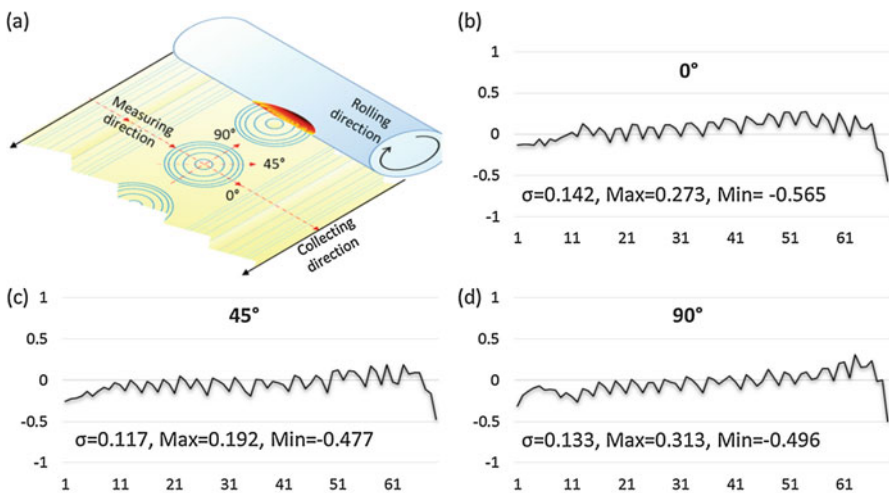 (a)
Measuring
direction
90°
45°
0°
Rolling
direction
Collecting
direction
(b)
0°
1
0.5
0
-0.5
-1
σ=0.142, Max=0.273, Min= -0.565
1 11 21 31 41 51 61
(c)
45°
1
0.5
0
-0.5
-1
σ=0.117, Max=0.192, Min=-0.477
1 11 21 31 41 51 61
(d)
90°
1
0.5
0
-0.5
-1
σ=0.133, Max=0.313, Min=-0.496
1 11 21 31 41 51 61